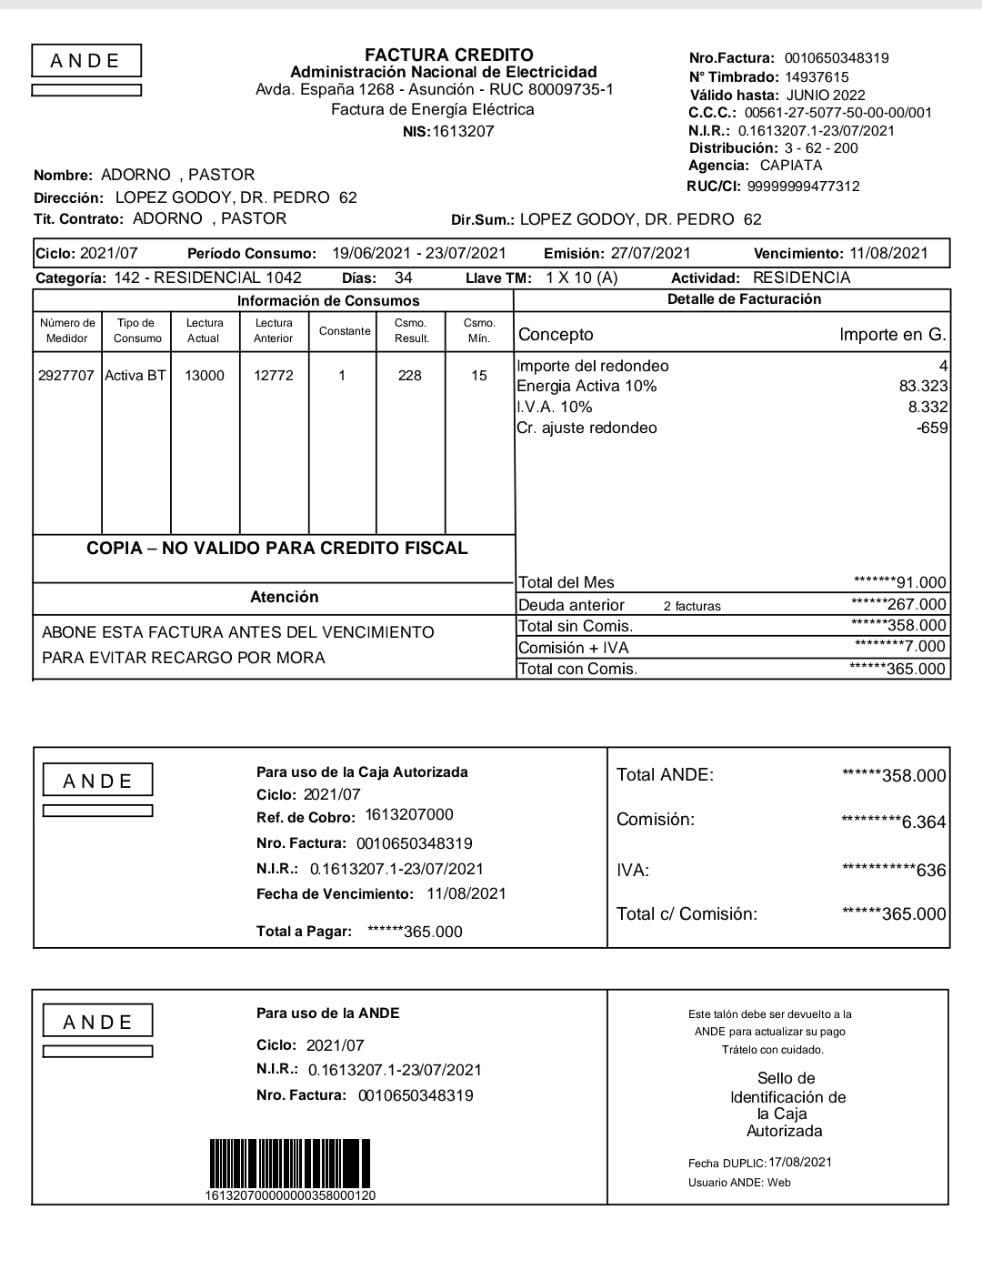 ANDE
FACTURA CREDITO
Administración Nacional de Electricidad
Avda. España 1268 - Asunción - RUC 80009735-1
Factura de Energía Eléctrica
NIS:1613207
Nro.Factura: 0010650348319
N° Timbrado: 14937615
Válido hasta: JUNIO 2022
C.C.C.: 00561-27-5077-50-00-00/001
N.I.R.: 0.1613207.1-23/07/2021
Distribución: 3 - 62 - 200
Agencia: CAPIATA
RUC/CI: 99999999477312
Nombre: ADORNO , PASTOR
Dirección: LOPEZ GODOY, DR. PEDRO 62
Tit. Contrato: ADORNO , PASTOR Dir.Sum.: LOPEZ GODOY, DR. PEDRO 62
Ciclo: 2021/07 Período Consumo: 19/06/2021 - 23/07/2021 Emisión: 27/07/2021 Vencimiento: 11/08/2021
Categoría: 142 - RESIDENCIAL 1042 Días: 34 Llave TM: 1 X 10 (A) Actividad: RESIDENCIA
Información de Consumos
Número de Medidor Tipo de Consumo Lectura Actual Lectura Anterior Constante Csmo. Result. Csmo. Mín.
2927707 Activa BT 13000 12772 1 228 15
COPIA – NO VALIDO PARA CREDITO FISCAL
Atención
ABONE ESTA FACTURA ANTES DEL VENCIMIENTO
PARA EVITAR RECARGO POR MORA
Detalle de Facturación
Concepto Importe en G.
Importe del redondeo 4
Energia Activa 10% 83.323
I.V.A. 10% 8.332
Cr. ajuste redondeo -659
Total del Mes *******91.000
Deuda anterior 2 facturas ******267.000
Total sin Comis. ******358.000
Comisión + IVA ********7.000
Total con Comis. ******365.000
ANDE
Para uso de la Caja Autorizada
Ciclo: 2021/07
Ref. de Cobro: 1613207000
Nro. Factura: 0010650348319
N.I.R.: 0.1613207.1-23/07/2021
Fecha de Vencimiento: 11/08/2021
Total a Pagar: ******365.000
Total ANDE: ******358.000
Comisión: *********6.364
IVA: ***********636
Total c/ Comisión: ******365.000
ANDE
Para uso de la ANDE
Ciclo: 2021/07
N.I.R.: 0.1613207.1-23/07/2021
Nro. Factura: 0010650348319
161320700000000358000120
Este talón debe ser devuelto a la
ANDE para actualizar su pago
Trátelo con cuidado.
Sello de
Identificación de
la Caja
Autorizada
Fecha DUPLIC: 17/08/2021
Usuario ANDE: Web